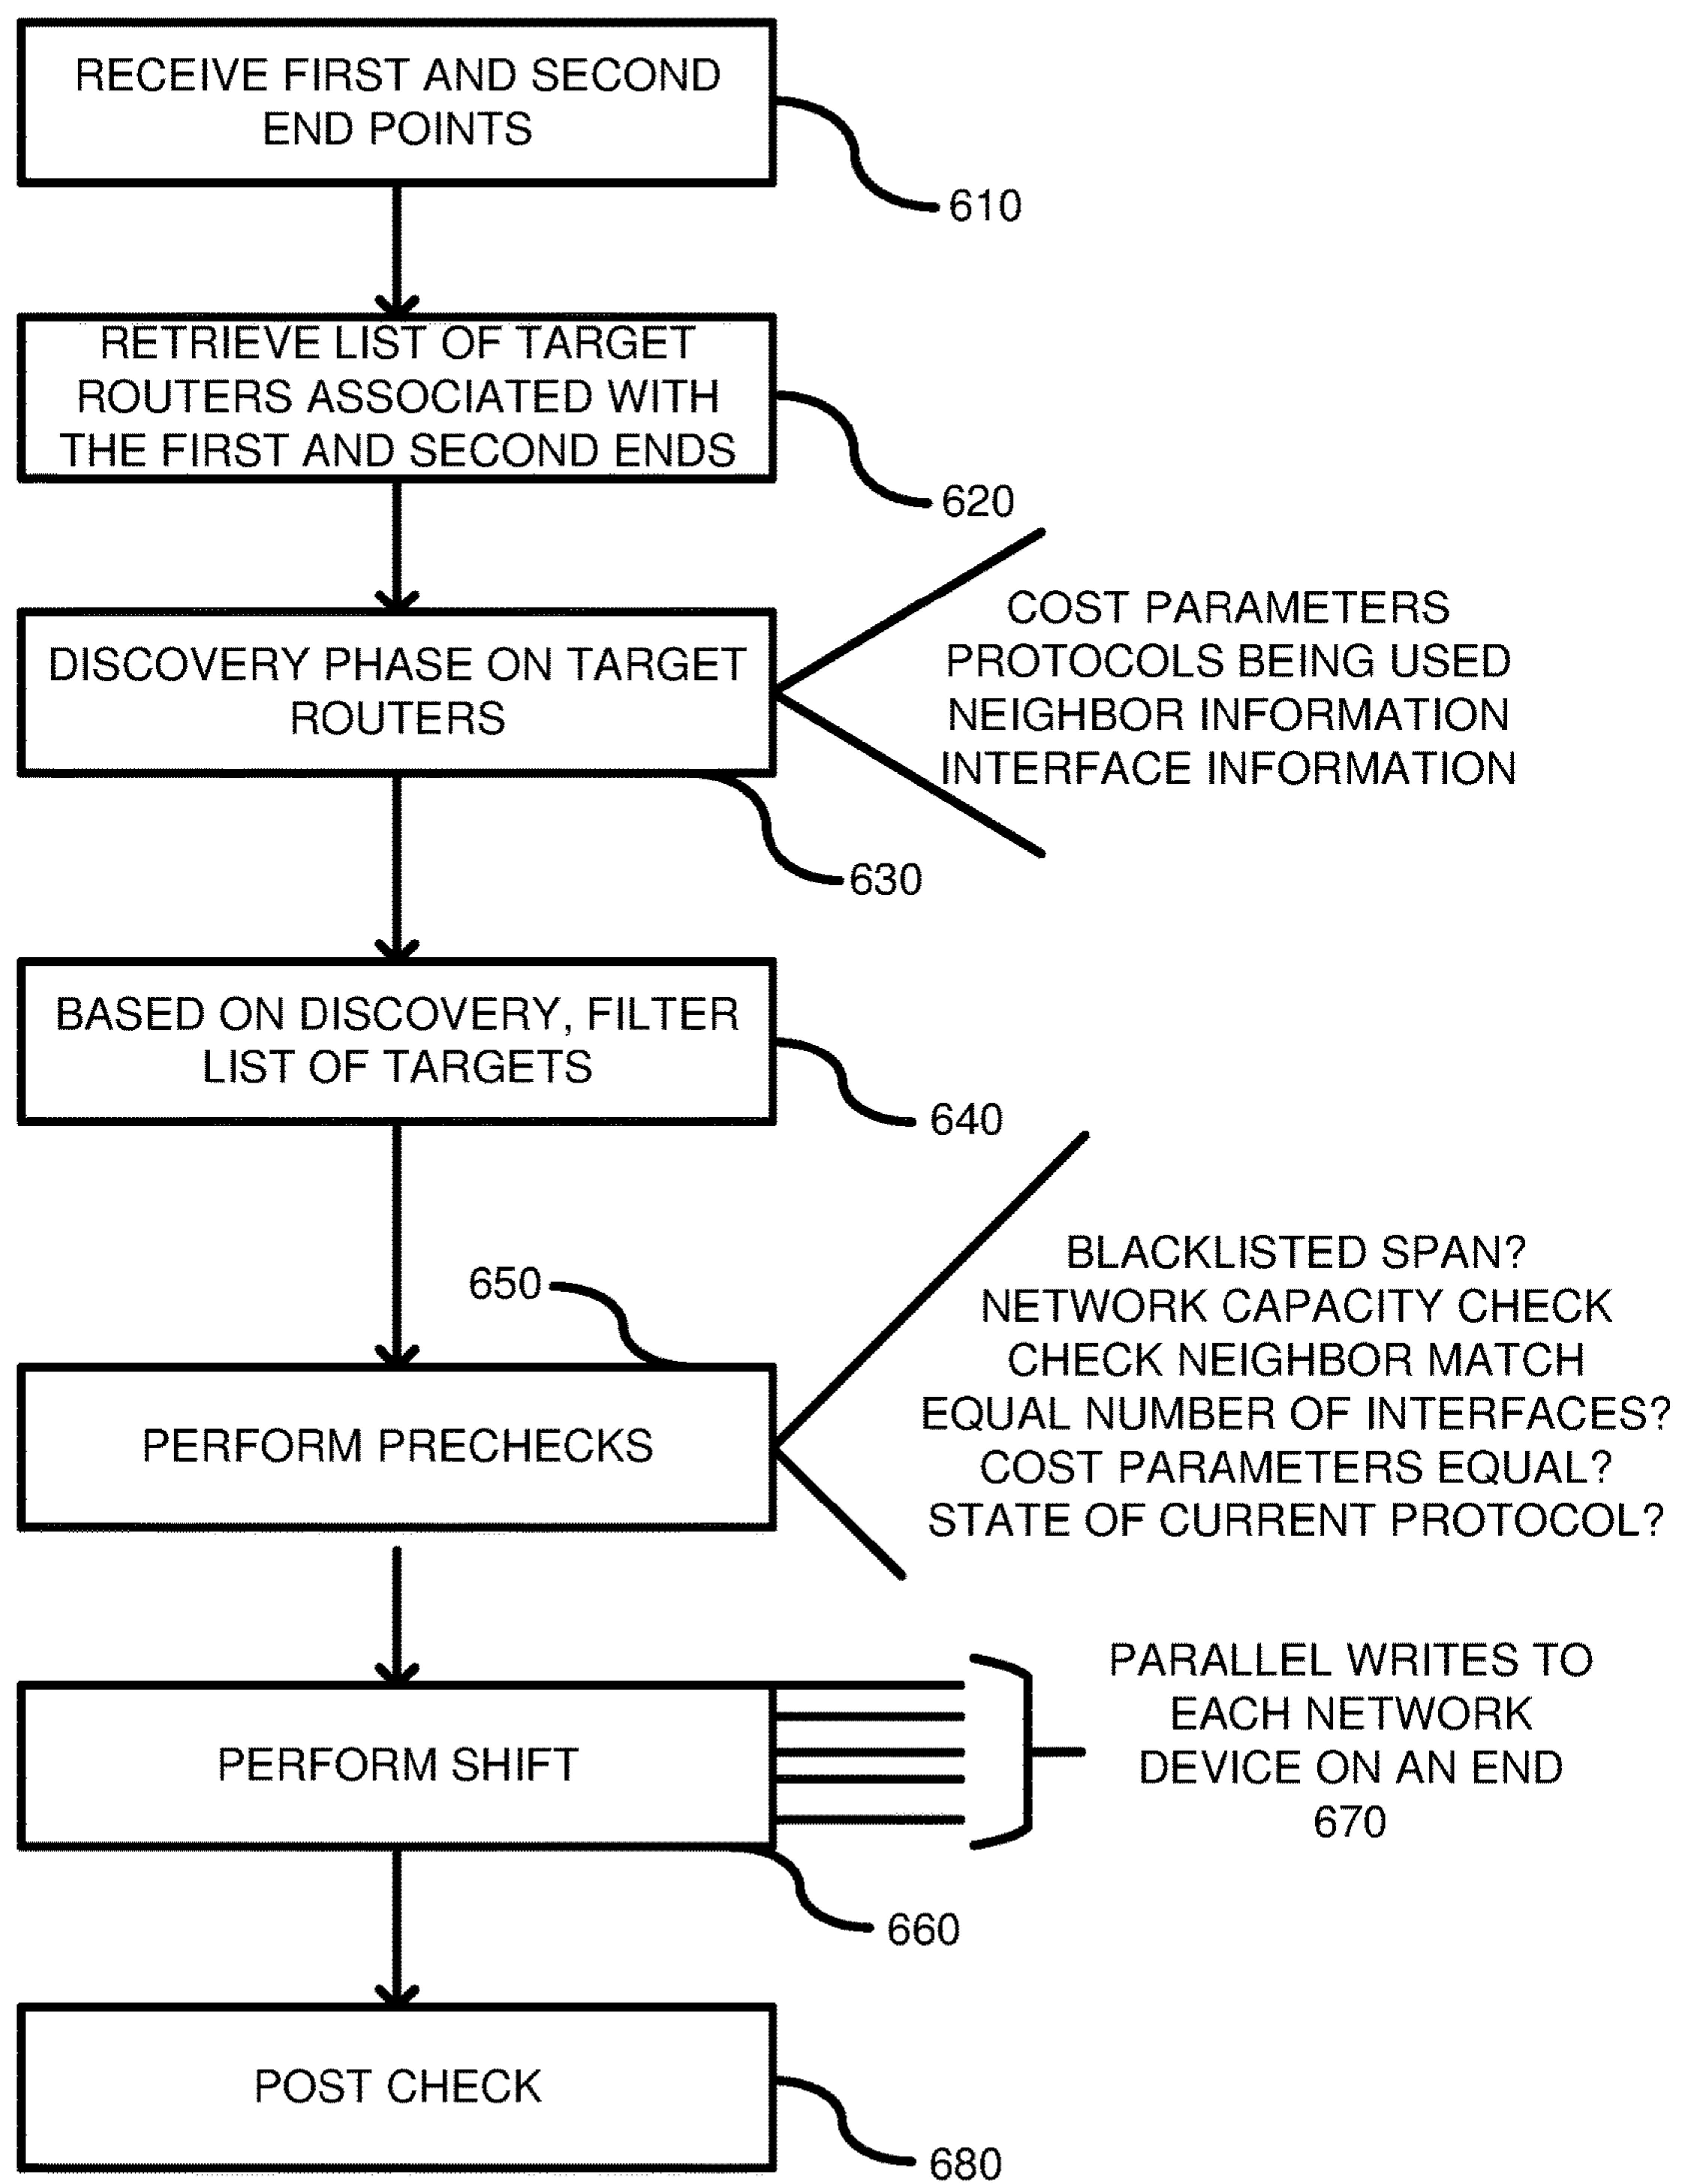 RECEIVE FIRST AND SECOND
END POINTS
610
RETRIEVE LIST OF TARGET
ROUTERS ASSOCIATED WITH
THE FIRST AND SECOND ENDS
620
DISCOVERY PHASE ON TARGET
ROUTERS
COST PARAMETERS
PROTOCOLS BEING USED
NEIGHBOR INFORMATION
INTERFACE INFORMATION
630
BASED ON DISCOVERY, FILTER
LIST OF TARGETS
640
650
PERFORM PRECHECKS
BLACKLISTED SPAN?
NETWORK CAPACITY CHECK
CHECK NEIGHBOR MATCH
EQUAL NUMBER OF INTERFACES?
COST PARAMETERS EQUAL?
STATE OF CURRENT PROTOCOL?
PERFORM SHIFT
PARALLEL WRITES TO
EACH NETWORK
DEVICE ON AN END
670
660
POST CHECK
680